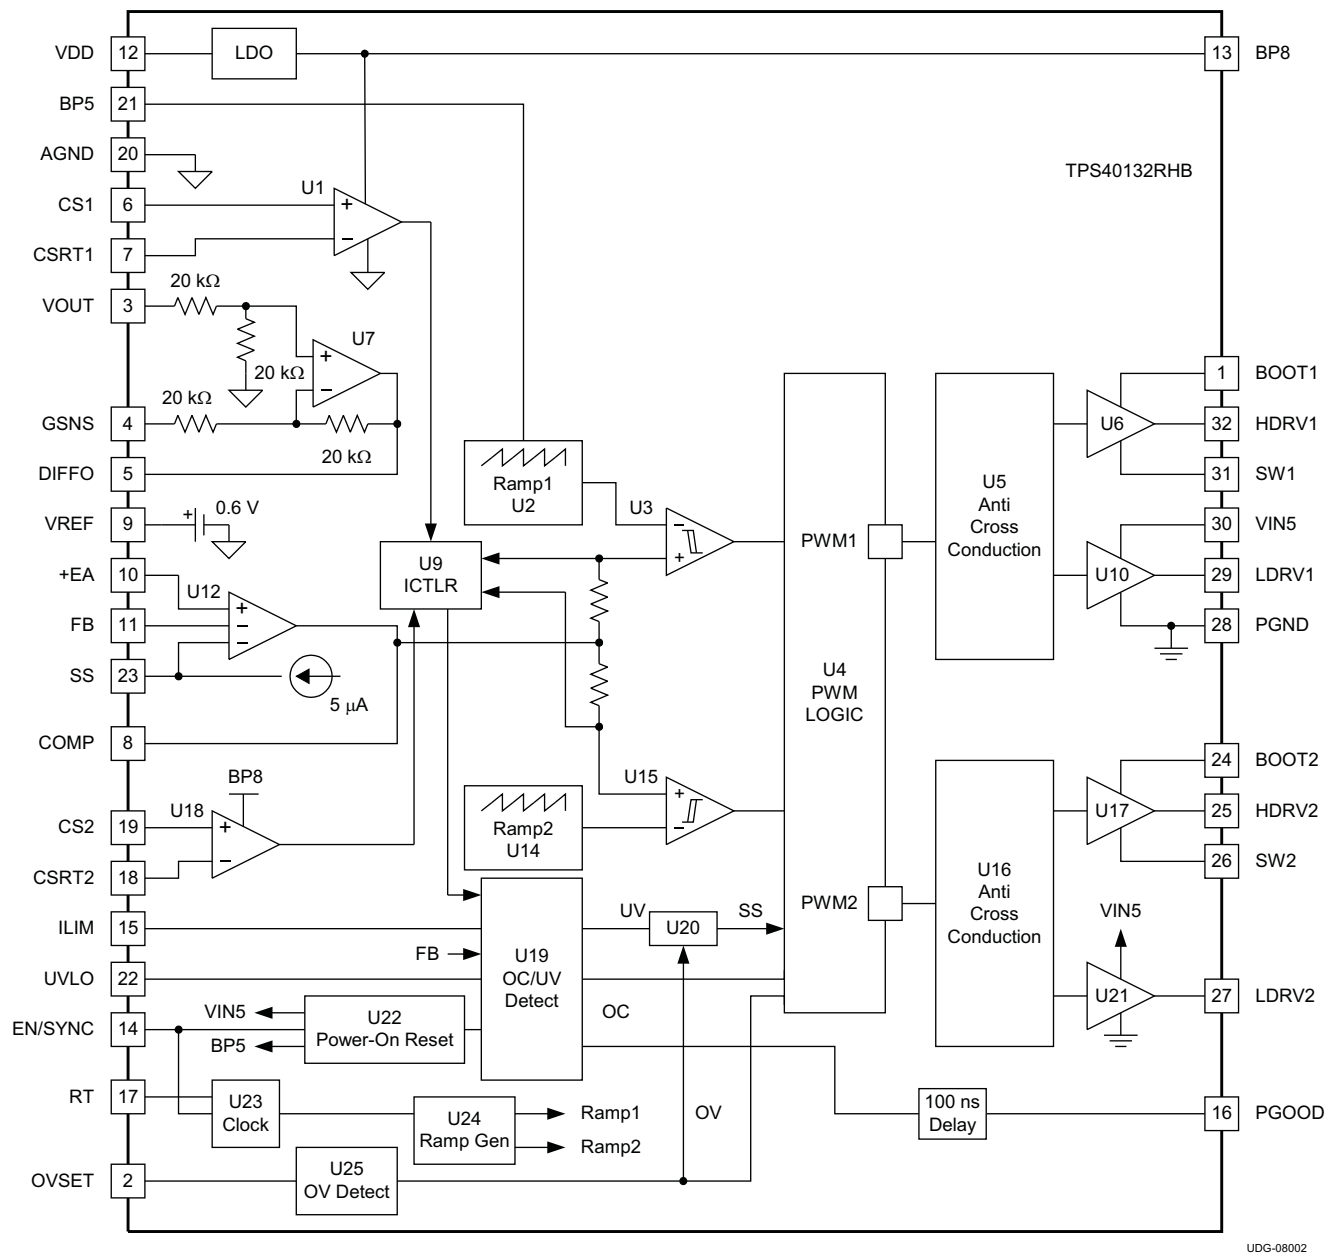 VDD 12 LDO 13 BP8
BP5 21
AGND 20
TPS40132RHB
CS1 6 U1 + −
CSRT1 7
20 kΩ
VOUT 3
U7 + −
20 kΩ
20 kΩ
GSNS 4
20 kΩ
DIFFO 5
VREF 9 + 0.6 V
+EA 10
U12 + − −
FB 11
SS 23
5 µA
COMP 8
BP8
U18 + −
CS2 19
CSRT2 18
ILIM 15
UVLO 22
EN/SYNC 14
RT 17
OVSET 2
Ramp1
U2
U3 − +
U9
ICTLR
U15 + −
Ramp2
U14
PWM1
U4
PWM
LOGIC
PWM2
U5
Anti
Cross
Conduction
U6
1 BOOT1
32 HDRV1
31 SW1
U10
30 VIN5
29 LDRV1
28 PGND
U16
Anti
Cross
Conduction
U17
24 BOOT2
25 HDRV2
26 SW2
VIN5
U21
27 LDRV2
FB
U19
OC/UV
Detect
UV
U20
SS
OC
VIN5
BP5
U22
Power-On Reset
U23
Clock
U24
Ramp Gen
Ramp1
Ramp2
OV
U25
OV Detect
100 ns
Delay
16 PGOOD
UDG-08002